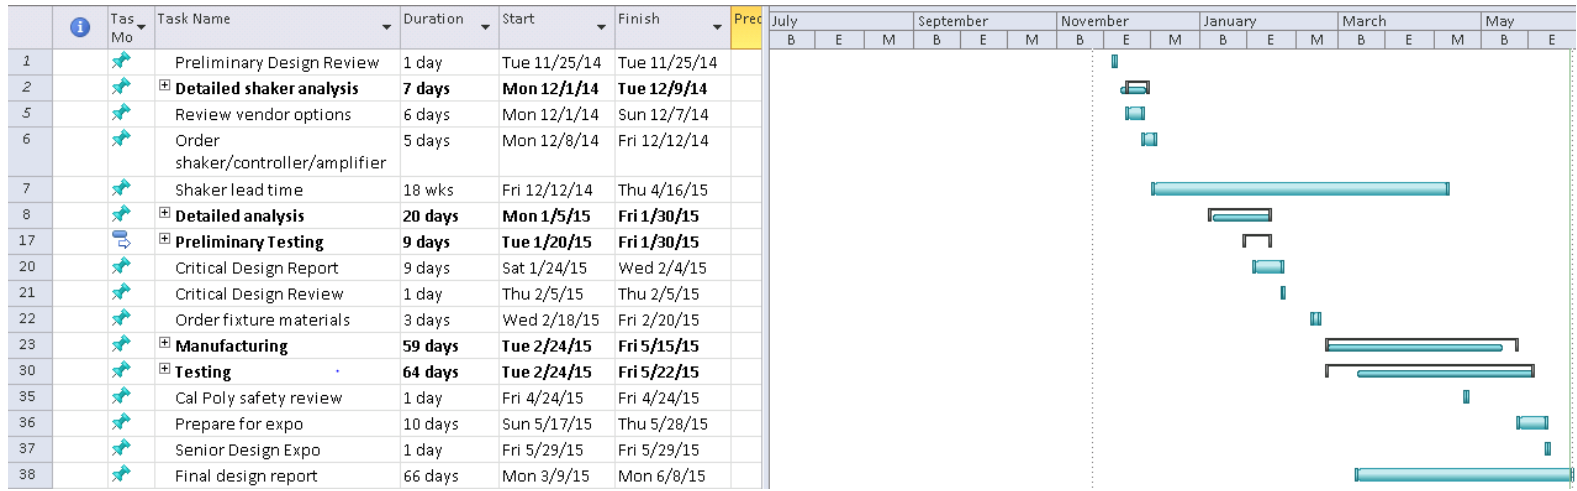 Tas Mo Task Name Duration Start Finish Pred July September November January March May
B E M B E M B E M B E M B E M B E
1 Preliminary Design Review 1 day Tue 11/25/14 Tue 11/25/14
2 Detailed shaker analysis 7 days Mon 12/1/14 Tue 12/9/14
5 Review vendor options 6 days Mon 12/1/14 Sun 12/7/14
6 Order 5 days Mon 12/8/14 Fri 12/12/14
shaker/controller/amplifier
7 Shaker lead time 18 wks Fri 12/12/14 Thu 4/16/15
8 Detailed analysis 20 days Mon 1/5/15 Fri 1/30/15
17 Preliminary Testing 9 days Tue 1/20/15 Fri 1/30/15
20 Critical Design Report 9 days Sat 1/24/15 Wed 2/4/15
21 Critical Design Review 1 day Thu 2/5/15 Thu 2/5/15
22 Order fixture materials 3 days Wed 2/18/15 Fri 2/20/15
23 Manufacturing 59 days Tue 2/24/15 Fri 5/15/15
30 Testing 64 days Tue 2/24/15 Fri 5/22/15
35 Cal Poly safety review 1 day Fri 4/24/15 Fri 4/24/15
36 Prepare for expo 10 days Sun 5/17/15 Thu 5/28/15
37 Senior Design Expo 1 day Fri 5/29/15 Fri 5/29/15
38 Final design report 66 days Mon 3/9/15 Mon 6/8/15